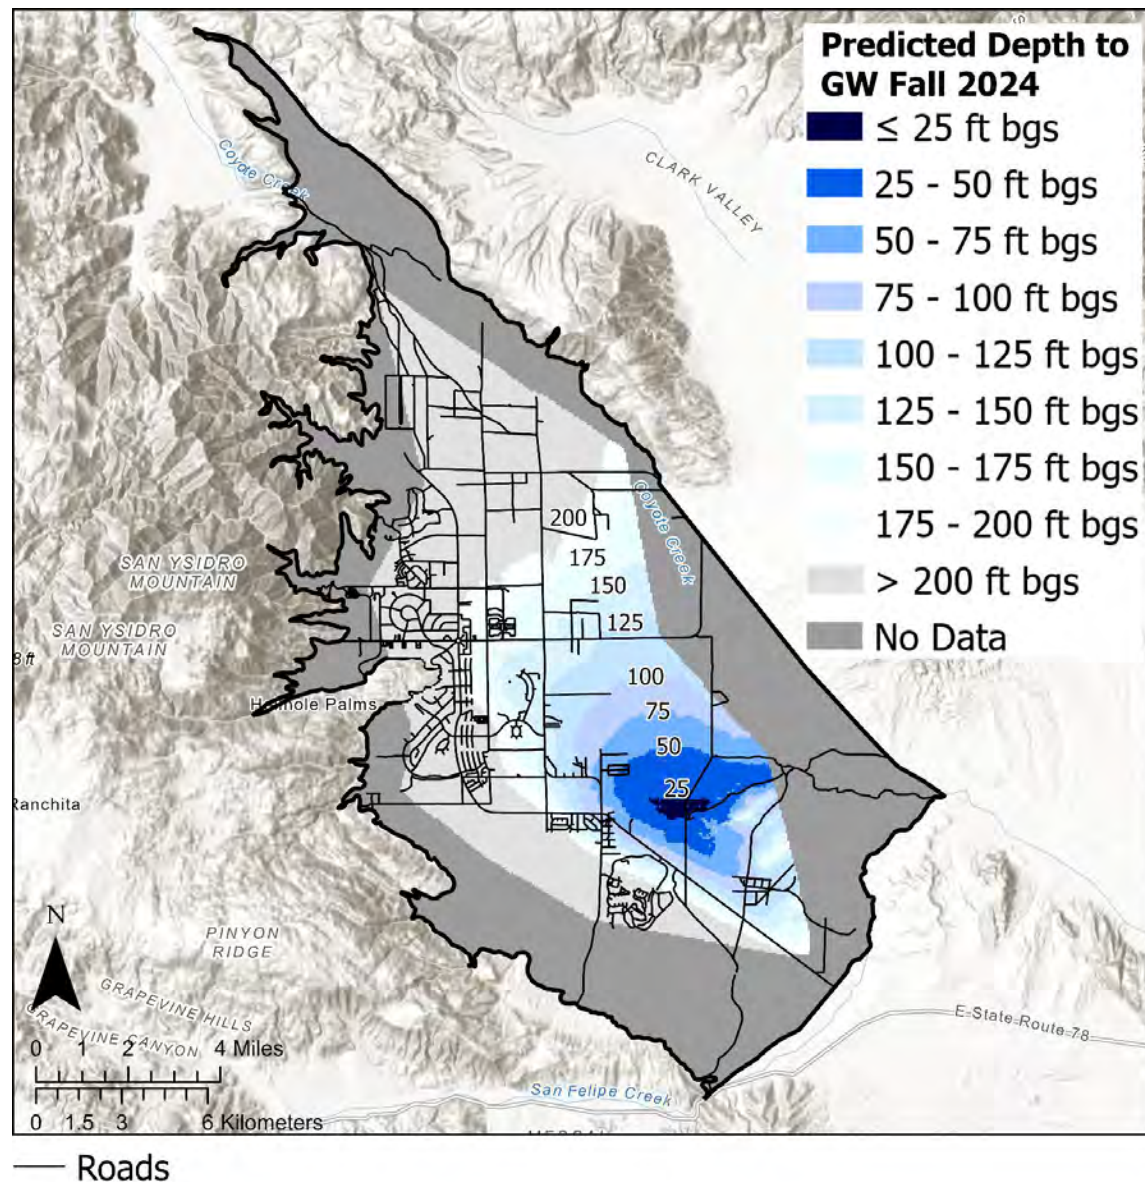 Predicted Depth to
GW Fall 2024
≤ 25 ft bgs
25 - 50 ft bgs
50 - 75 ft bgs
75 - 100 ft bgs
100 - 125 ft bgs
125 - 150 ft bgs
150 - 175 ft bgs
175 - 200 ft bgs
> 200 ft bgs
No Data
Coyote Creek
CLARK VALLEY
Coyote Creek
200
175
150
125
100
75
50
25
SAN YSIDRO
MOUNTAIN
SAN YSIDRO
MOUNTAIN
8 ft
Palms
Ranchita
N
PINYON
RIDGE
GRAPEVINE HILLS
GRAPEVINE CANYON
E State Route 78
San Felipe Creek
0 1 2 4 Miles
0 1.5 3 6 Kilometers
Roads